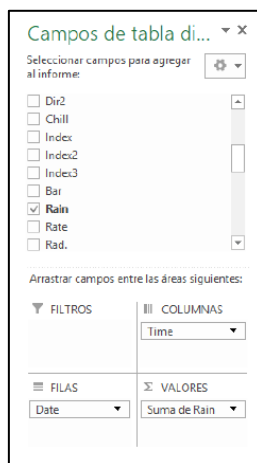 Campos de tabla di...
Seleccionar campos para agregar
al informe:
Dir2
Chill
Index
Index2
Index3
Bar
Rain
Rate
Rad.
Arrastrar campos entre las áreas siguientes:
FILTROS
COLUMNAS
Time
FILAS
Σ VALORES
Date
Suma de Rain